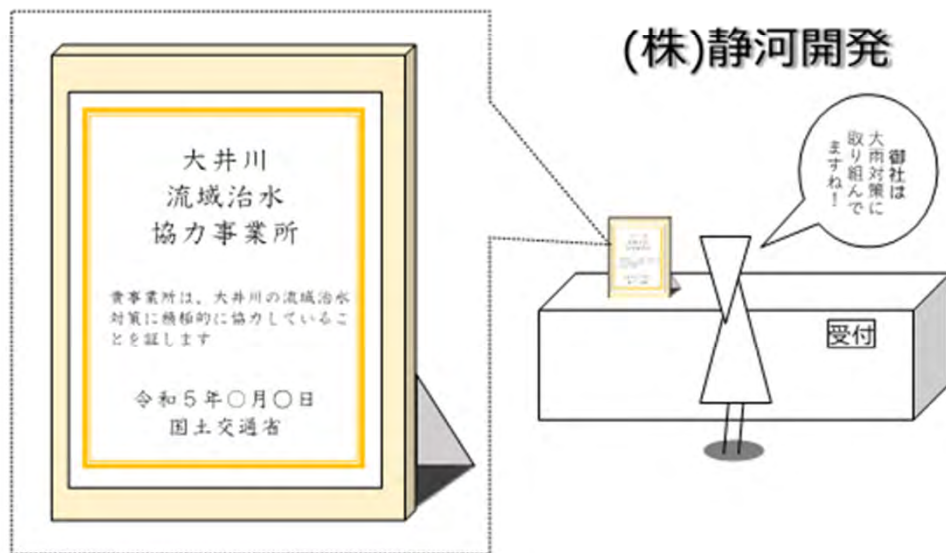 (株)静河開発
大井川
流域治水
協力事業所
貴事業所は、大井川の流域治水
対策に積極的に協力しているこ
とを証します
令和5年〇月〇日
国土交通省
御社は
大雨対策に
取り組んで
ますね！
受付